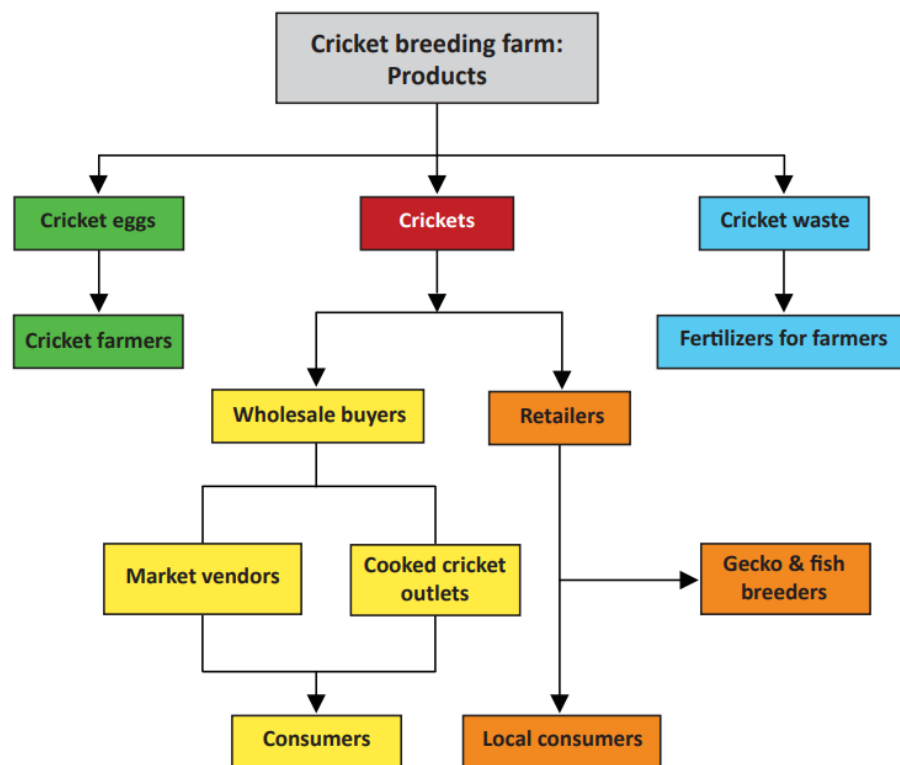 Cricket breeding farm:
Products
Cricket eggs
Crickets
Cricket waste
Cricket farmers
Fertilizers for farmers
Wholesale buyers
Retailers
Market vendors
Cooked cricket
outlets
Gecko & fish
breeders
Consumers
Local consumers